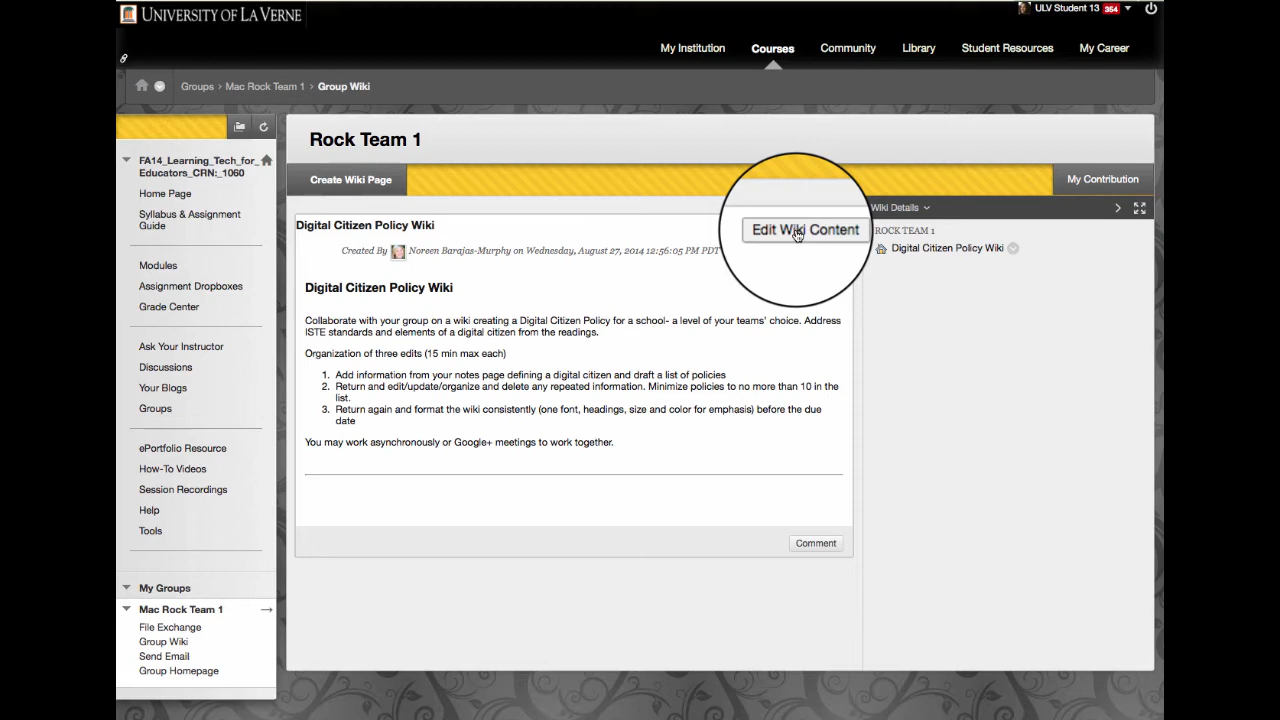 UNIVERSITY OF LA VERNE
ULV Student 13 354
My Institution Courses Community Library Student Resources My Career
Groups › Mac Rock Team 1 › Group Wiki
FA14_Learning_Tech_for_
Educators_CRN:_1060
Home Page
Syllabus & Assignment
Guide
Modules
Assignment Dropboxes
Grade Center
Ask Your Instructor
Discussions
Your Blogs
Groups
ePortfolio Resource
How-To Videos
Session Recordings
Help
Tools
My Groups
Mac Rock Team 1
File Exchange
Group Wiki
Send Email
Group Homepage
Rock Team 1
Create Wiki Page
My Contribution
Digital Citizen Policy Wiki
Edit Wiki Content
Created By Noreen Barajas-Murphy on Wednesday, August 27, 2014 12:56:05 PM PDT
Digital Citizen Policy Wiki
Collaborate with your group on a wiki creating a Digital Citizen Policy for a school- a level of your teams' choice. Address
ISTE standards and elements of a digital citizen from the readings.
Organization of three edits (15 min max each)
1. Add information from your notes page defining a digital citizen and draft a list of policies
2. Return and edit/update/organize and delete any repeated information. Minimize policies to no more than 10 in the
list.
3. Return again and format the wiki consistently (one font, headings, size and color for emphasis) before the due
date
You may work asynchronously or Google+ meetings to work together.
Comment
Wiki Details
ROCK TEAM 1
Digital Citizen Policy Wiki